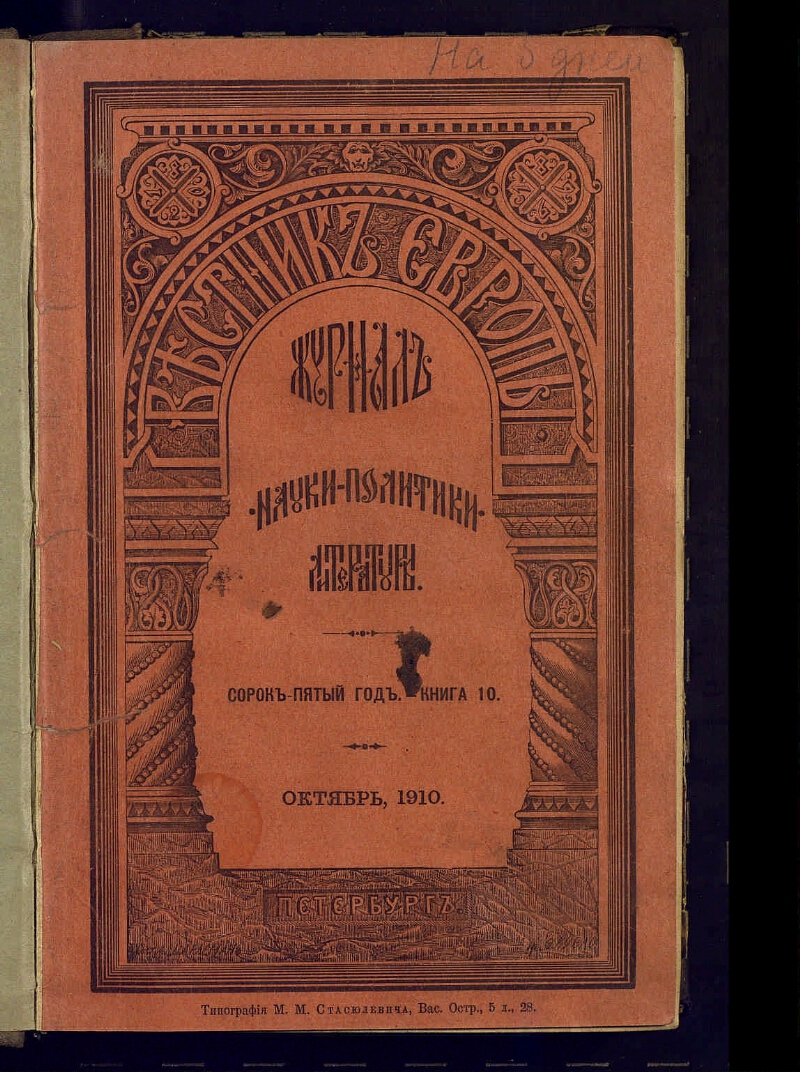 На 5 дней
ВѢСТНИКЪ ЕВРОПЫ
ЖУРНАЛЪ
·НАУКИ-ПОЛИТИКИ·
ЛИТЕРАТУРЫ.
СОРОКЪ-ПЯТЫЙ ГОДЪ. — КНИГА 10.
ОКТЯБРЬ, 1910.
ПЕТЕРБУРГЪ.
Типографія М. М. Стасюлевича, Вас. Остр., 5 л., 28.